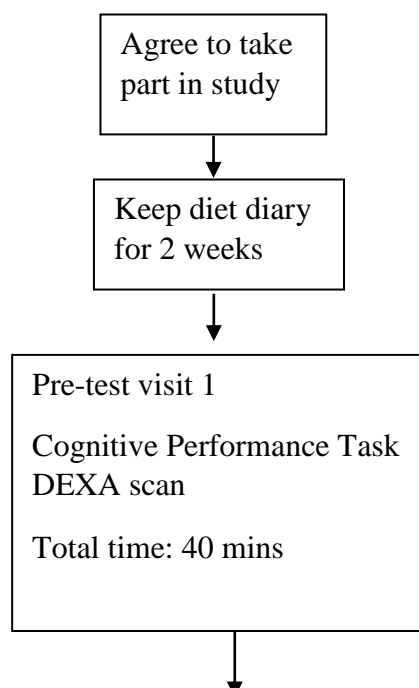 Agree to take
part in study
Keep diet diary
for 2 weeks
Pre-test visit 1
Cognitive Performance Task
DEXA scan
Total time: 40 mins